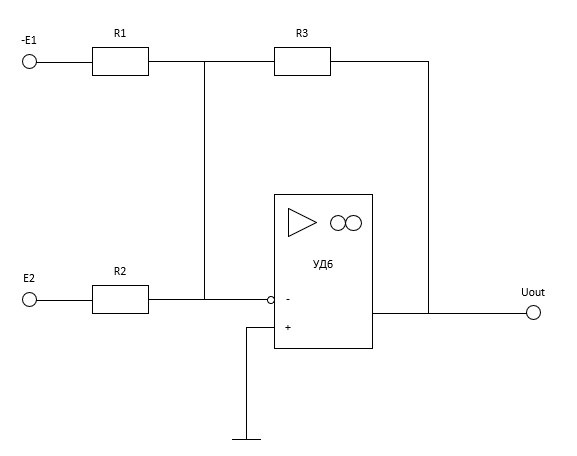 R1
R3
-E1
УД6
R2
E2
-
+
Uout